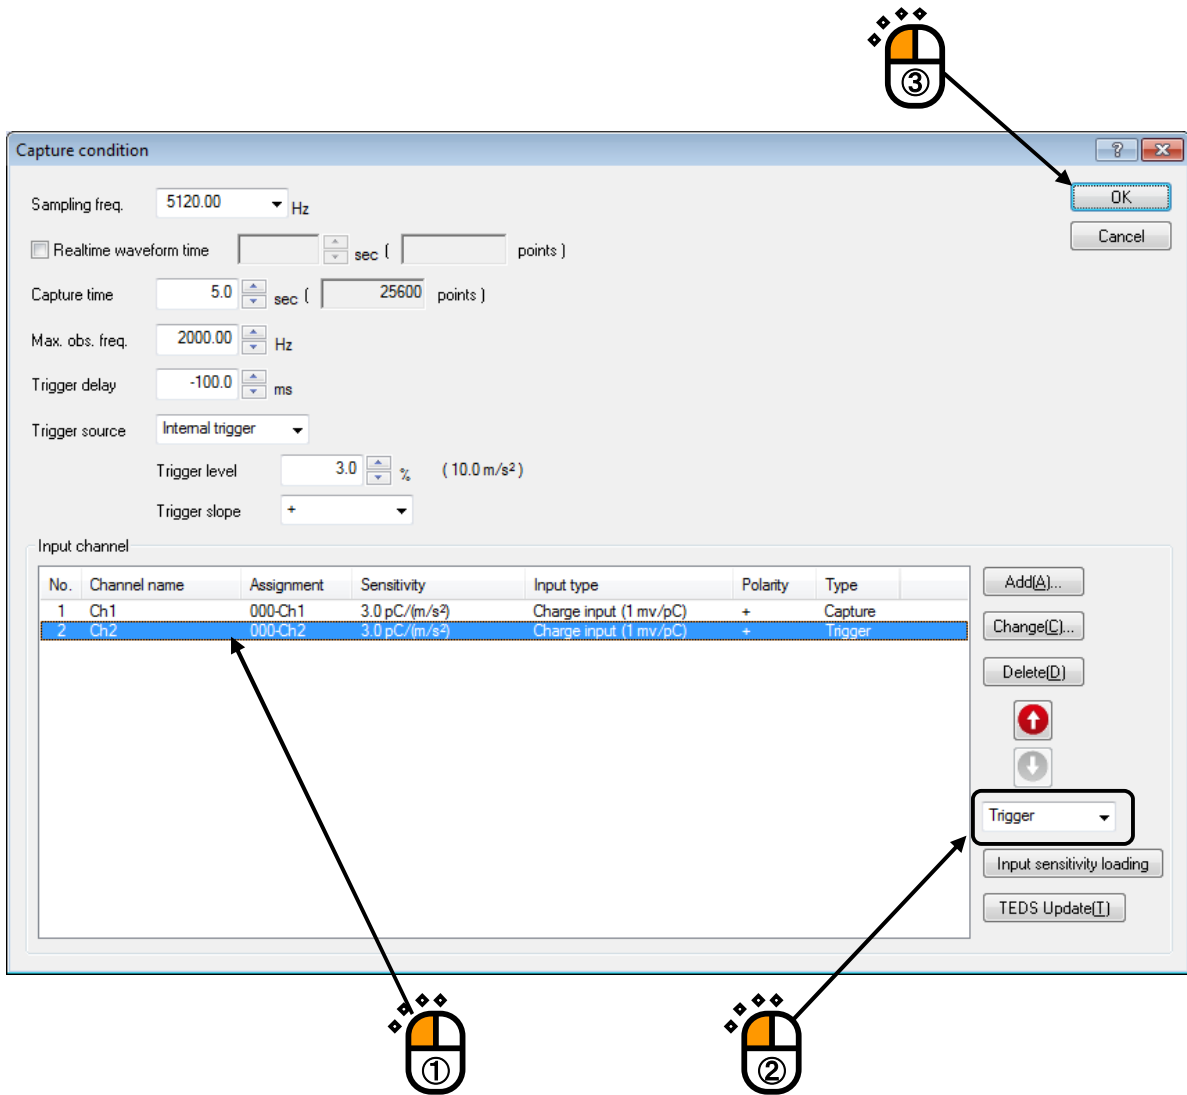 ③
Capture condition
?
Sampling freq. 5120.00 Hz
OK
Cancel
Realtime waveform time sec ( points )
Capture time 5.0 sec ( 25600 points )
Max. obs. freq. 2000.00 Hz
Trigger delay -100.0 ms
Trigger source Internal trigger
Trigger level 3.0 % ( 10.0 m/s² )
Trigger slope +
Input channel
No. Channel name Assignment Sensitivity Input type Polarity Type
1 Ch1 000-Ch1 3.0 pC/(m/s²) Charge input (1 mv/pC) + Capture
2 Ch2 000-Ch2 3.0 pC/(m/s²) Charge input (1 mv/pC) + Trigger
Add(A)...
Change(C)...
Delete(D)
Trigger
Input sensitivity loading
TEDS Update(T)
①
②